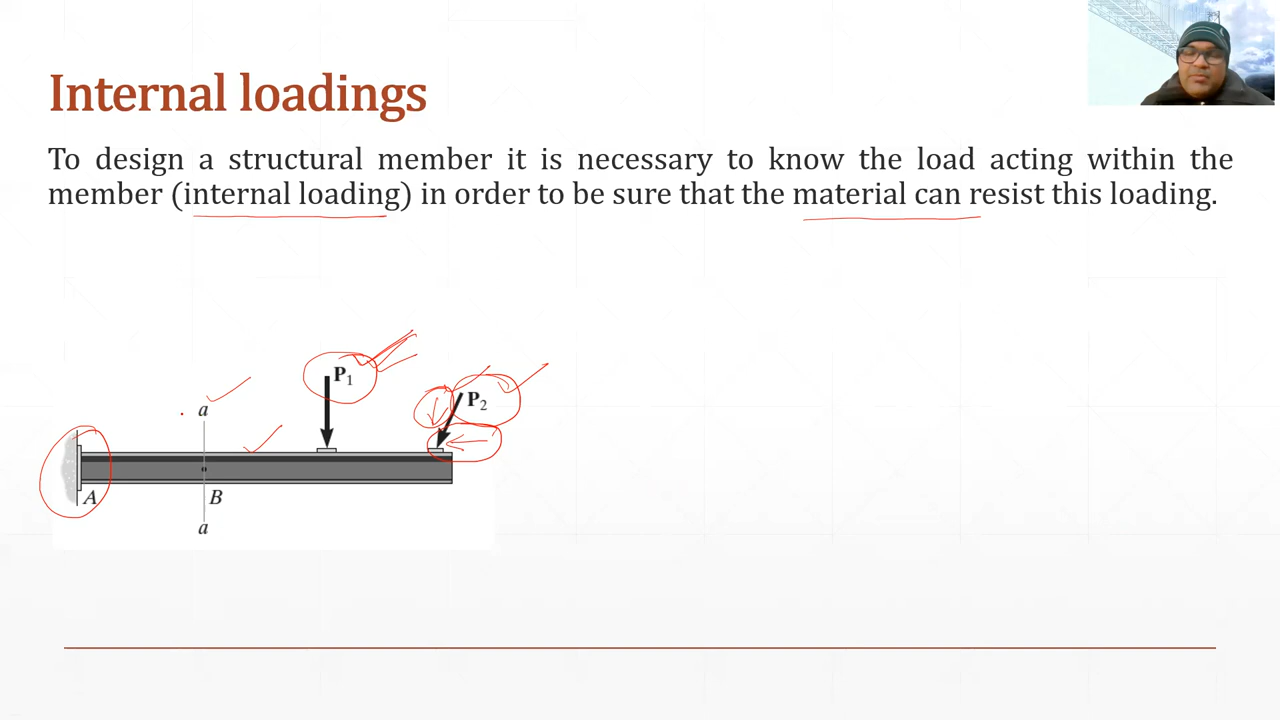 Internal loadings
To design a structural member it is necessary to know the load acting within the
member (internal loading) in order to be sure that the material can resist this loading.
P₁
P₂
a
A
B
a